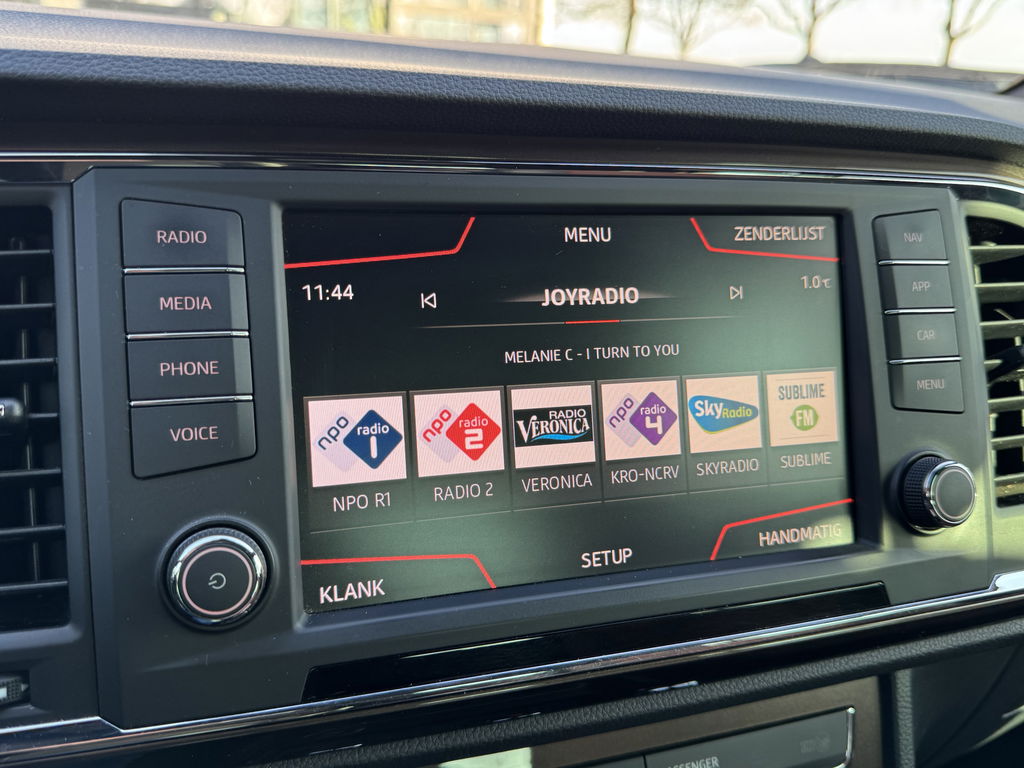 RADIO
MEDIA
PHONE
VOICE
MENU
ZENDERLIJST
11:44
JOYRADIO
1.0°C
MELANIE C - I TURN TO YOU
npo radio 1
npo radio 2
RADIO VERONICA
npo radio 4
Sky Radio
SUBLIME FM
NPO R1
RADIO 2
VERONICA
KRO-NCRV
SKYRADIO
SUBLIME
KLANK
SETUP
HANDMATIG
NAV
APP
CAR
MENU